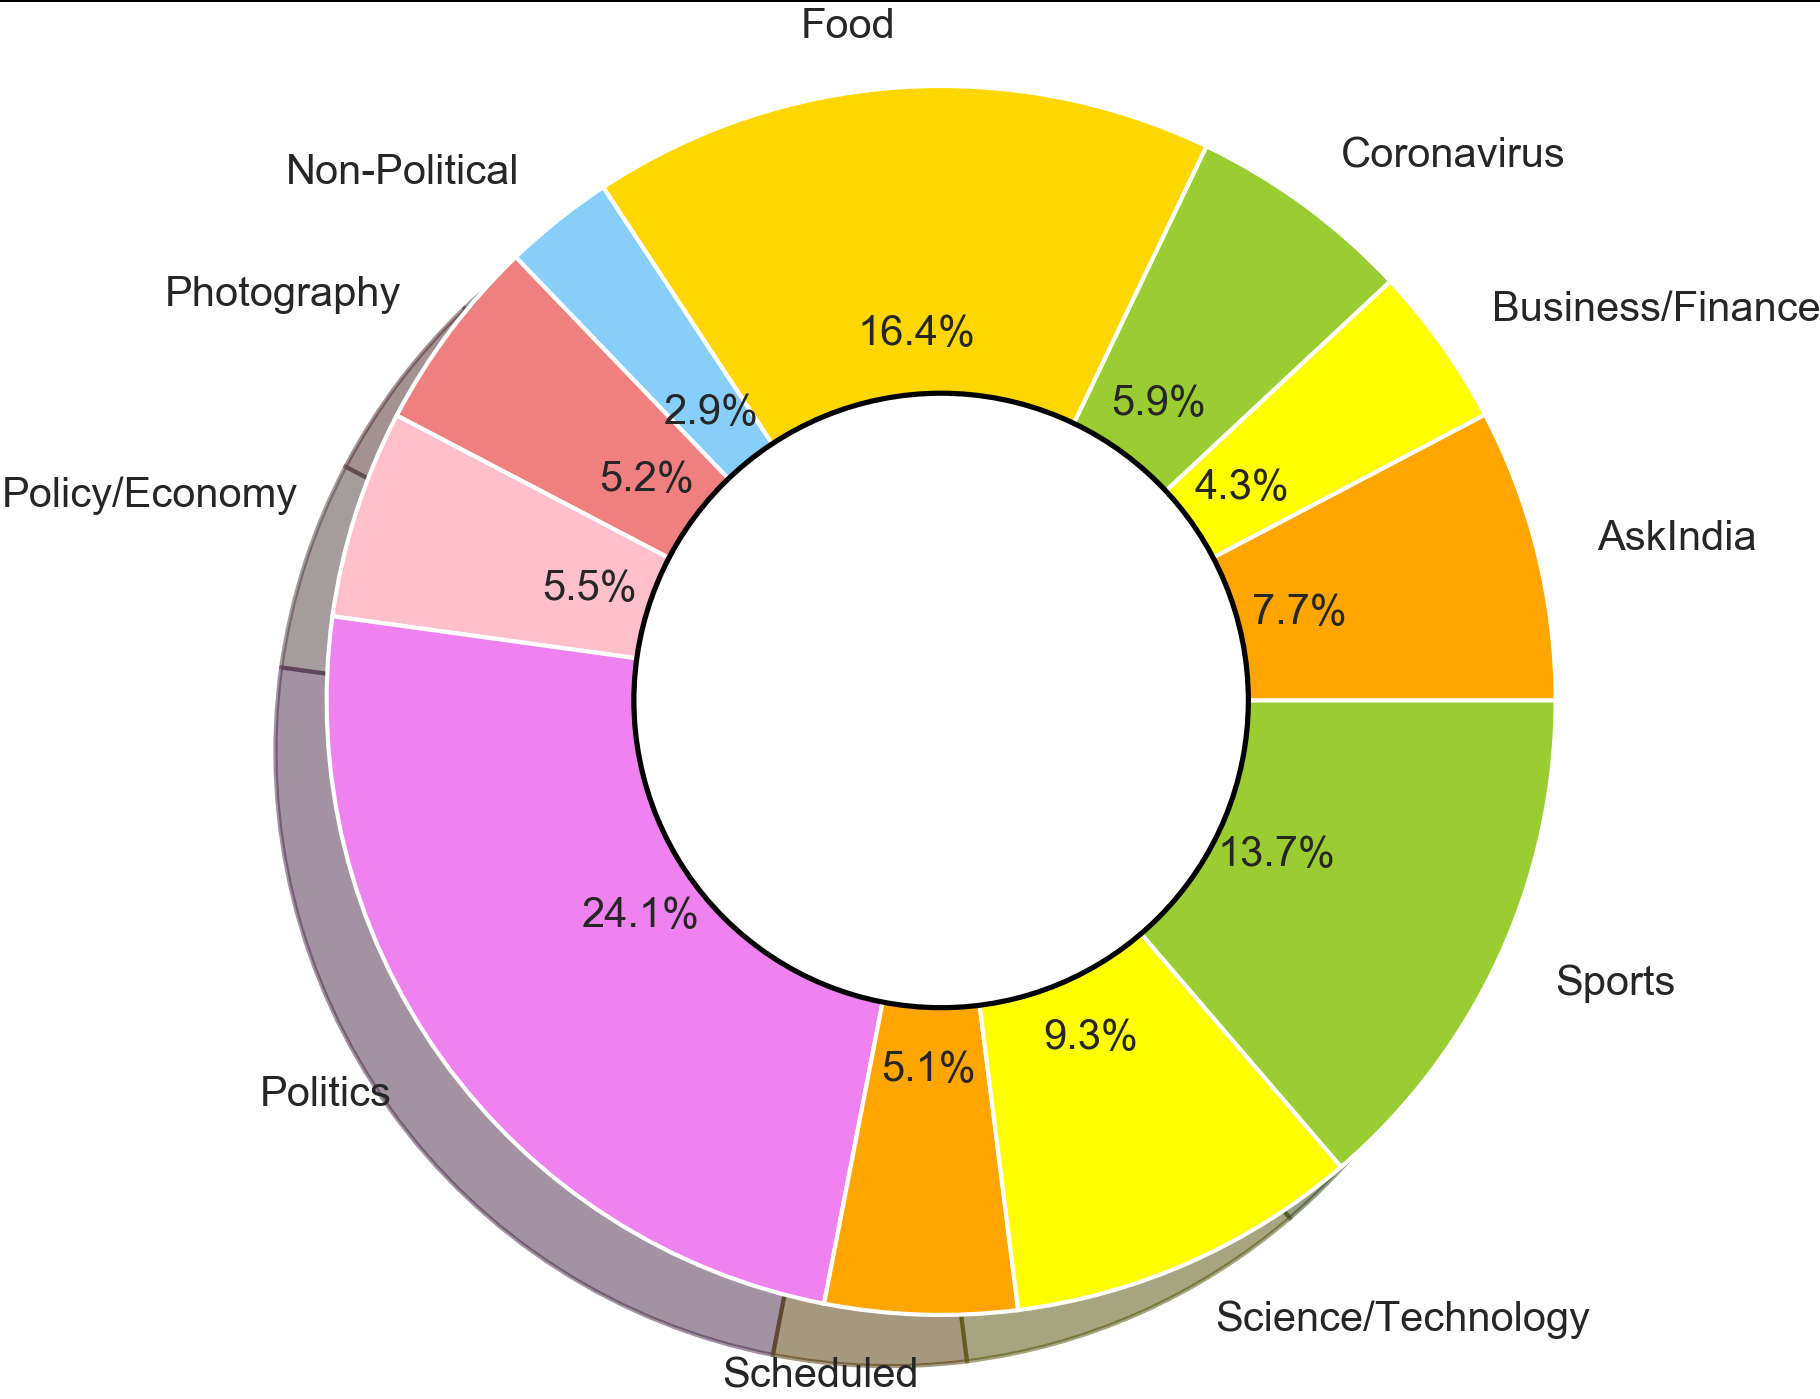 Food
Coronavirus
Non-Political
Photography
Business/Finance
16.4%
5.9%
2.9%
5.2%
4.3%
Policy/Economy
AskIndia
5.5%
7.7%
13.7%
24.1%
Sports
9.3%
5.1%
Politics
Science/Technology
Scheduled